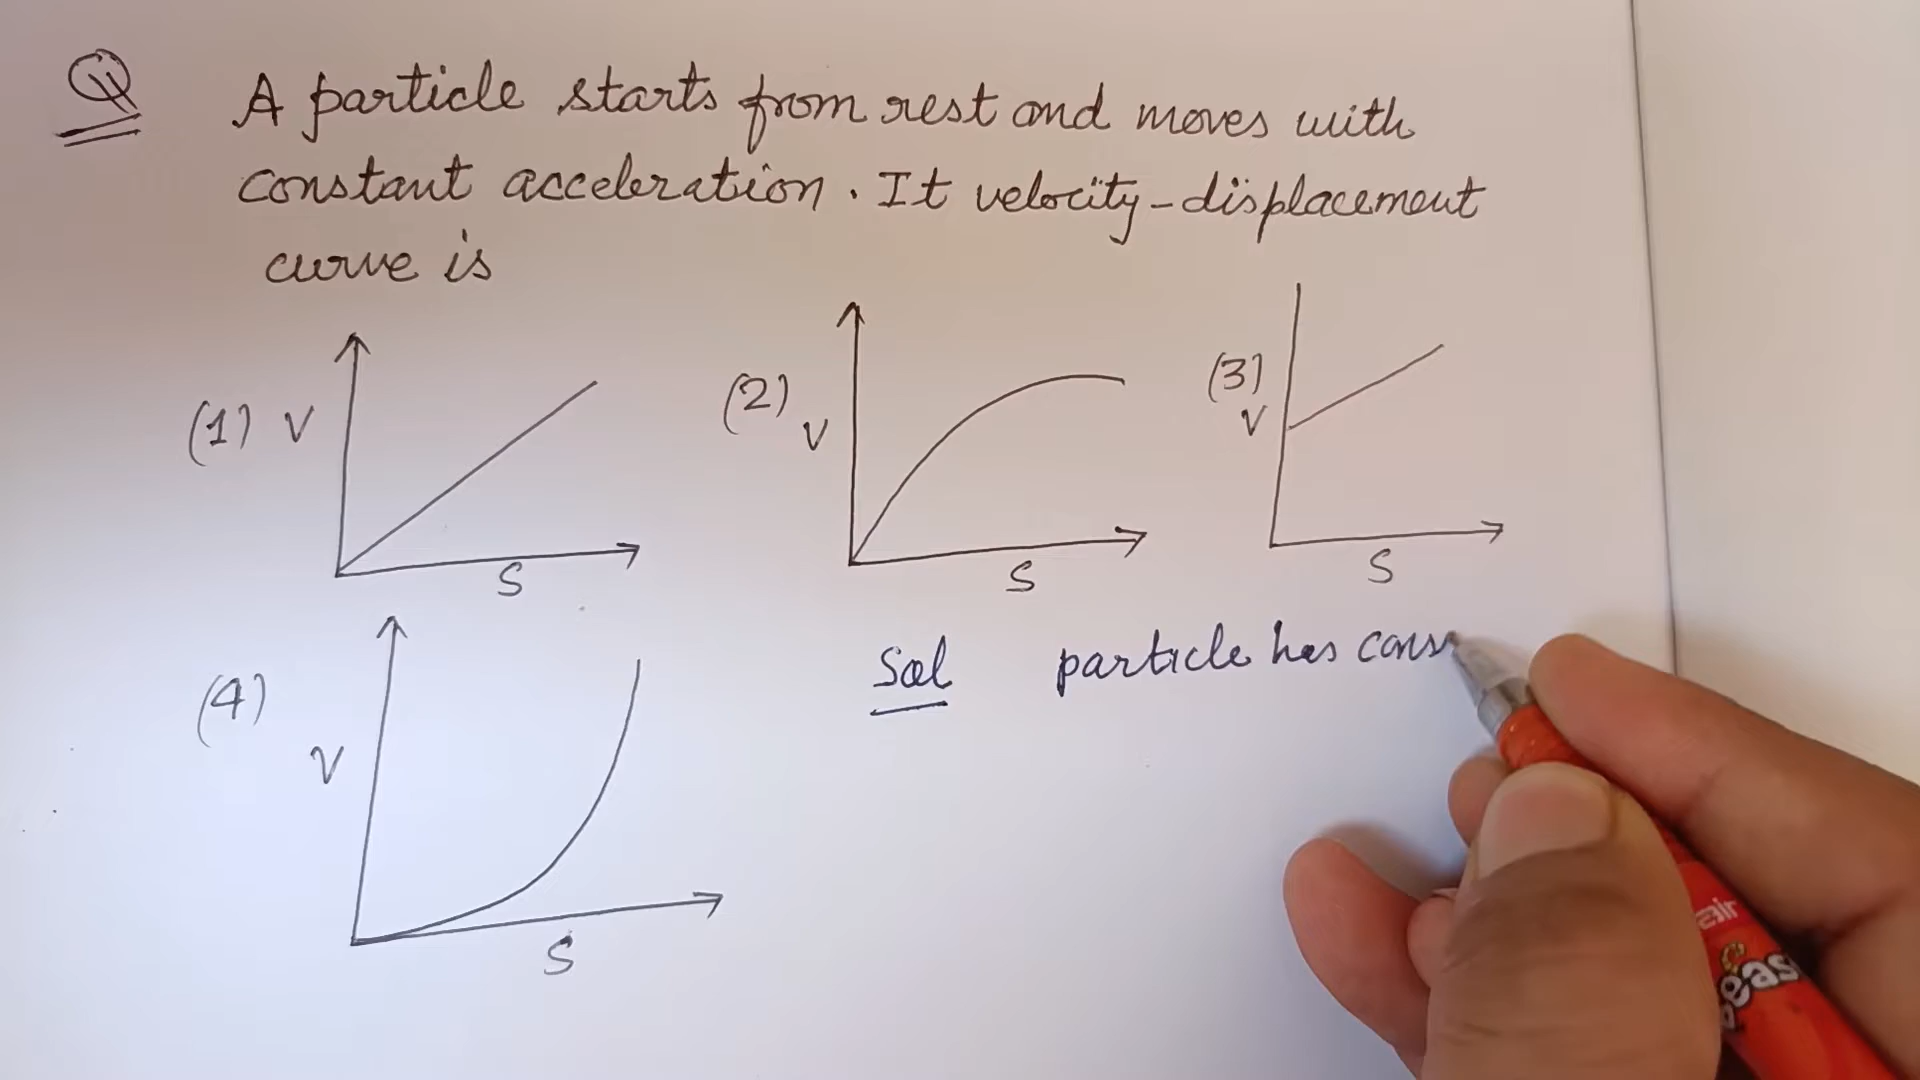 Q A particle starts from rest and moves with
constant acceleration. It velocity-displacement
curve is
(1) V
S
(2) V
S
(3) V
S
(4) V
S
Sol particle has cons